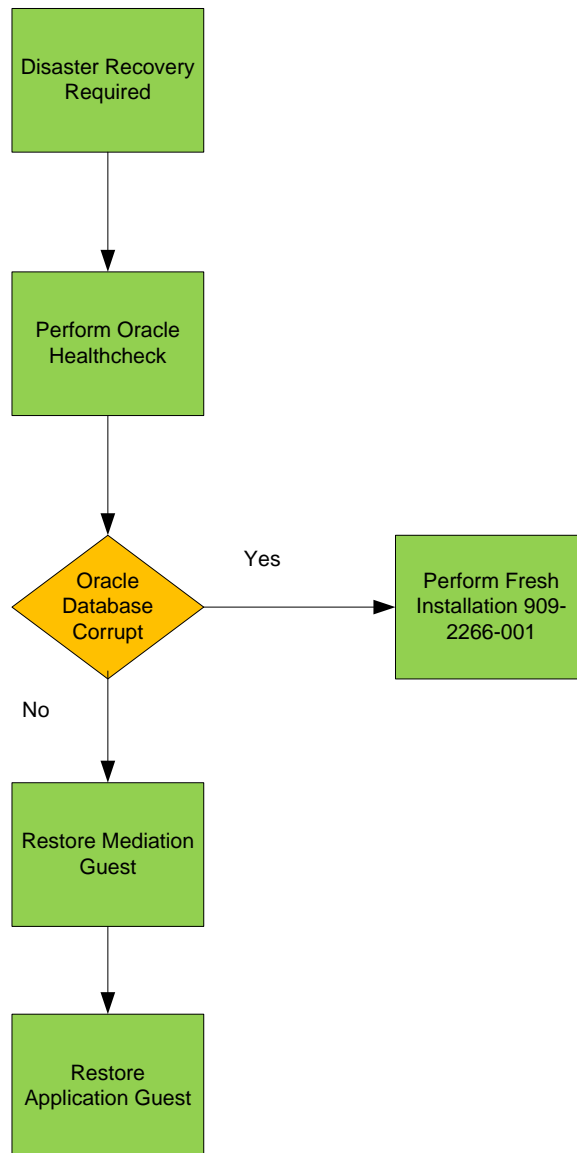 Disaster Recovery
Required
Perform Oracle
Healthcheck
Oracle
Database
Corrupt
Yes
Perform Fresh
Installation 909-
2266-001
No
Restore Mediation
Guest
Restore
Application Guest